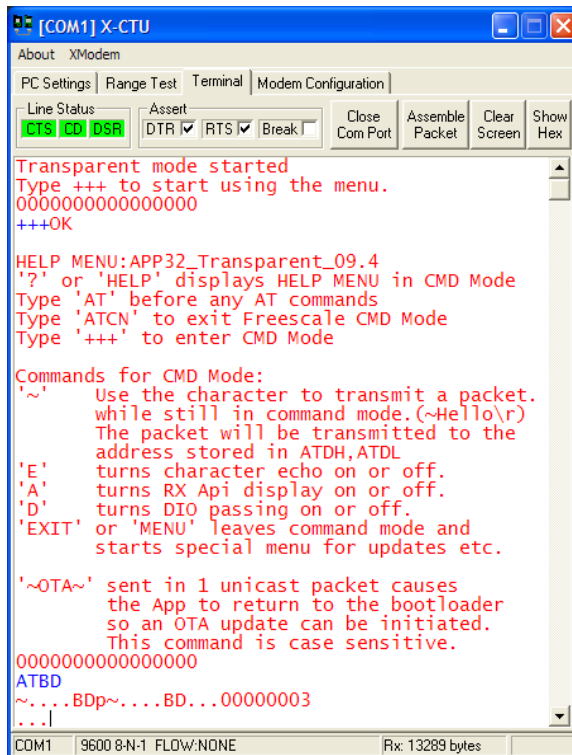 [COM1] X-CTU
About XModem
PC Settings Range Test Terminal Modem Configuration
Line Status Assert
CTS CD DSR DTR RTS Break
Close Com Port
Assemble Packet
Clear Screen
Show Hex
Transparent mode started
Type +++ to start using the menu.
0000000000000000
+++OK
HELP MENU:APP32_Transparent_09.4
'?' or 'HELP' displays HELP MENU in CMD Mode
Type 'AT' before any AT commands
Type 'ATCN' to exit Freescale CMD Mode
Type '+++' to enter CMD Mode
Commands for CMD Mode:
'~' Use the character to transmit a packet.
while still in command mode.(~Hello\r)
The packet will be transmitted to the
address stored in ATDH,ATDL
'E' turns character echo on or off.
'A' turns RX Api display on or off.
'D' turns DIO passing on or off.
'EXIT' or 'MENU' leaves command mode and
starts special menu for updates etc.
'~OTA~' sent in 1 unicast packet causes
the App to return to the bootloader
so an OTA update can be initiated.
This command is case sensitive.
0000000000000000
ATBD
~....BDp~....BD...00000003
...
COM1 9600 8-N-1 FLOW:NONE Rx: 13289 bytes